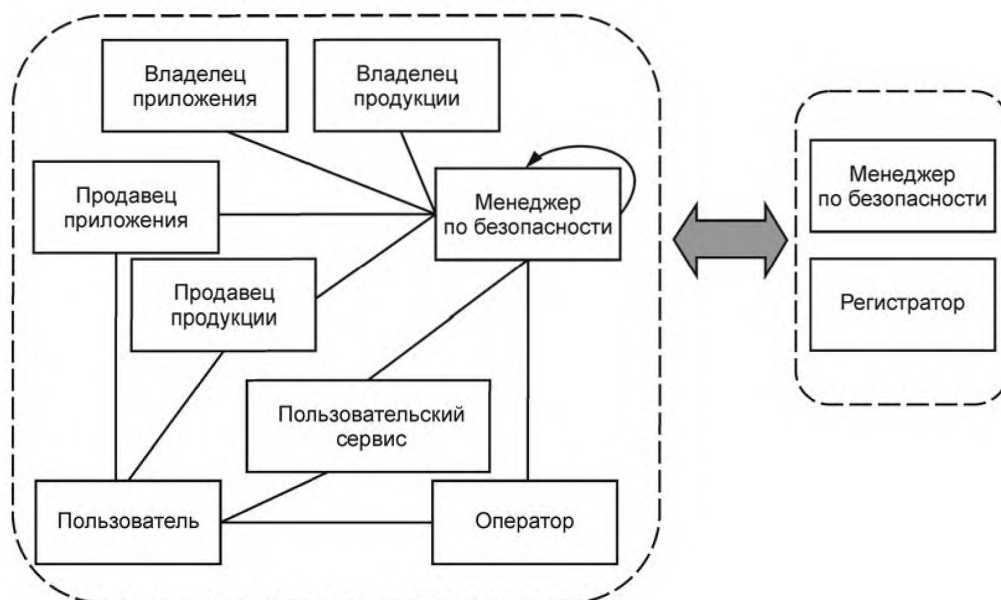 Владелец
приложения
Владелец
продукции
Продавец
приложения
Менеджер
по безопасности
Продавец
продукции
Пользовательский
сервис
Пользователь
Оператор
Менеджер
по безопасности
Регистратор